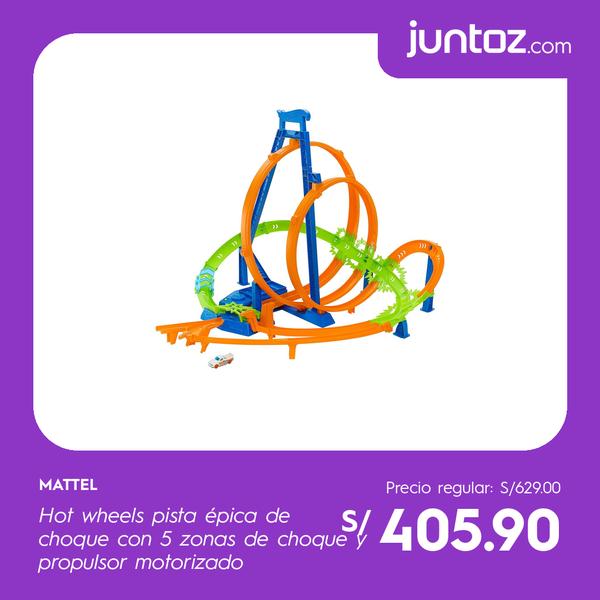 juntoz.com
MATTEL
Hot wheels pista épica de
choque con 5 zonas de choque y
propulsor motorizado
Precio regular: S/629.00
S/ 405.90